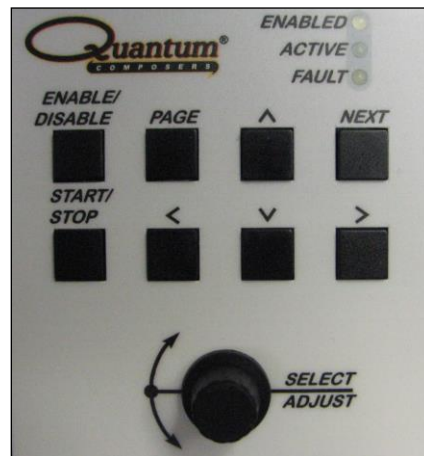 Quantum®
COMPOSERS
ENABLED
ACTIVE
FAULT
ENABLE/
DISABLE
PAGE
^
NEXT
START/
STOP
<
v
>
SELECT
ADJUST